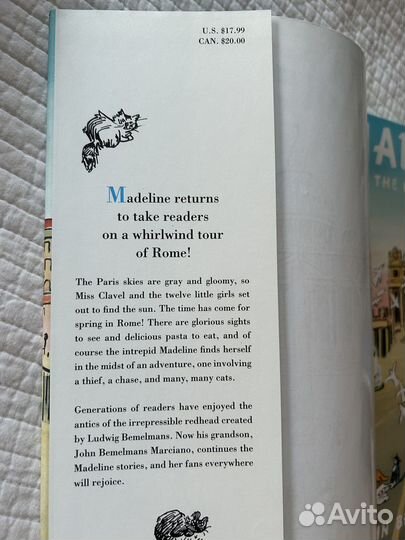 U.S. $17.99
CAN. $20.00
Madeline returns
to take readers
on a whirlwind tour
of Rome!
The Paris skies are gray and gloomy, so
Miss Clavel and the twelve little girls set
out to find the sun. The time has come for
spring in Rome! There are glorious sights
to see and delicious pasta to eat, and of
course the intrepid Madeline finds herself
in the midst of an adventure, one involving
a thief, a chase, and many, many cats.
Generations of readers have enjoyed the
antics of the irrepressible redhead created
by Ludwig Bemelmans. Now his grandson,
John Bemelmans Marciano, continues the
Madeline stories, and her fans everywhere
will rejoice.
THE
Avito